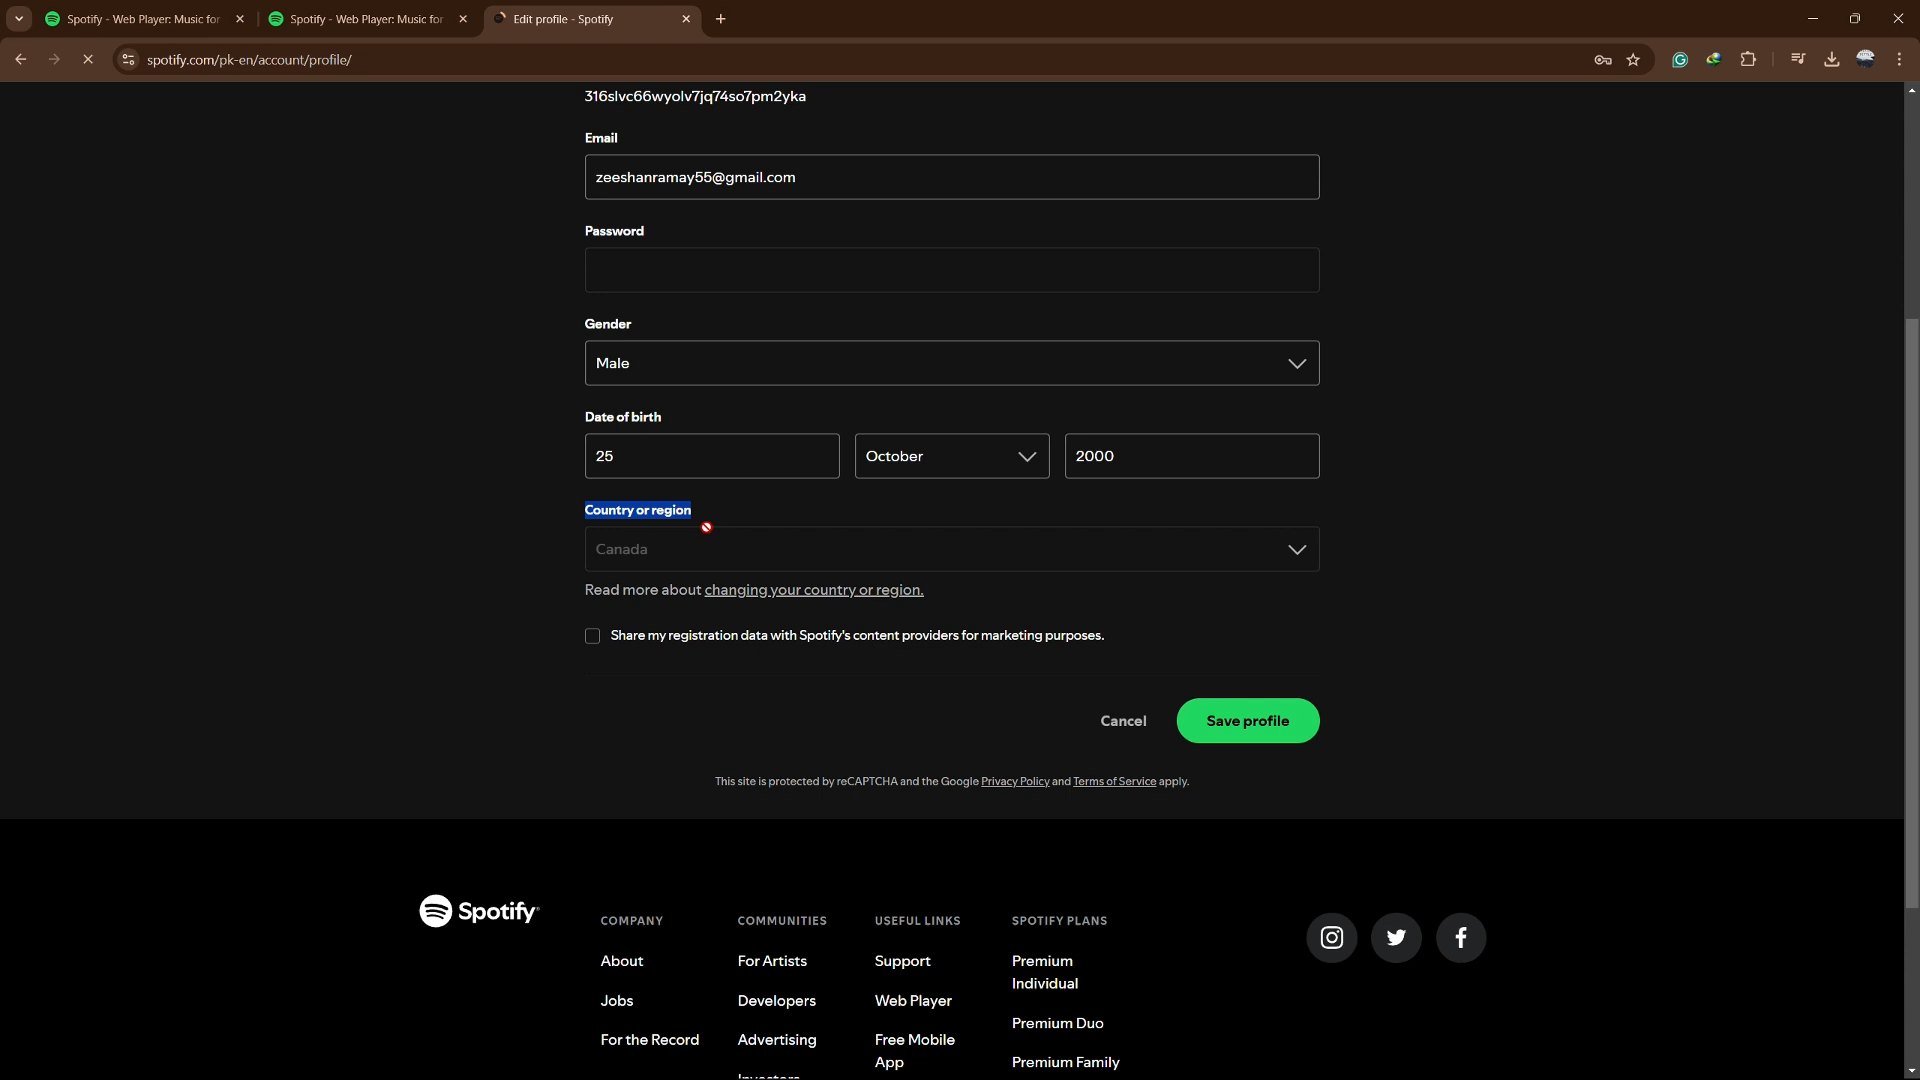 Spotify - Web Player: Music for
Spotify - Web Player: Music for
Edit profile - Spotify
spotify.com/pk-en/account/profile/
316slvc66wyolv7jq74so7pm2yka
Email
zeeshanramay55@gmail.com
Password
Gender
Male
Date of birth
25 October 2000
Country or region
Canada
Read more about changing your country or region.
Share my registration data with Spotify's content providers for marketing purposes.
Cancel Save profile
This site is protected by reCAPTCHA and the Google Privacy Policy and Terms of Service apply.
Spotify
COMPANY
About
Jobs
For the Record
COMMUNITIES
For Artists
Developers
Advertising
USEFUL LINKS
Support
Web Player
Free Mobile
App
SPOTIFY PLANS
Premium
Individual
Premium Duo
Premium Family